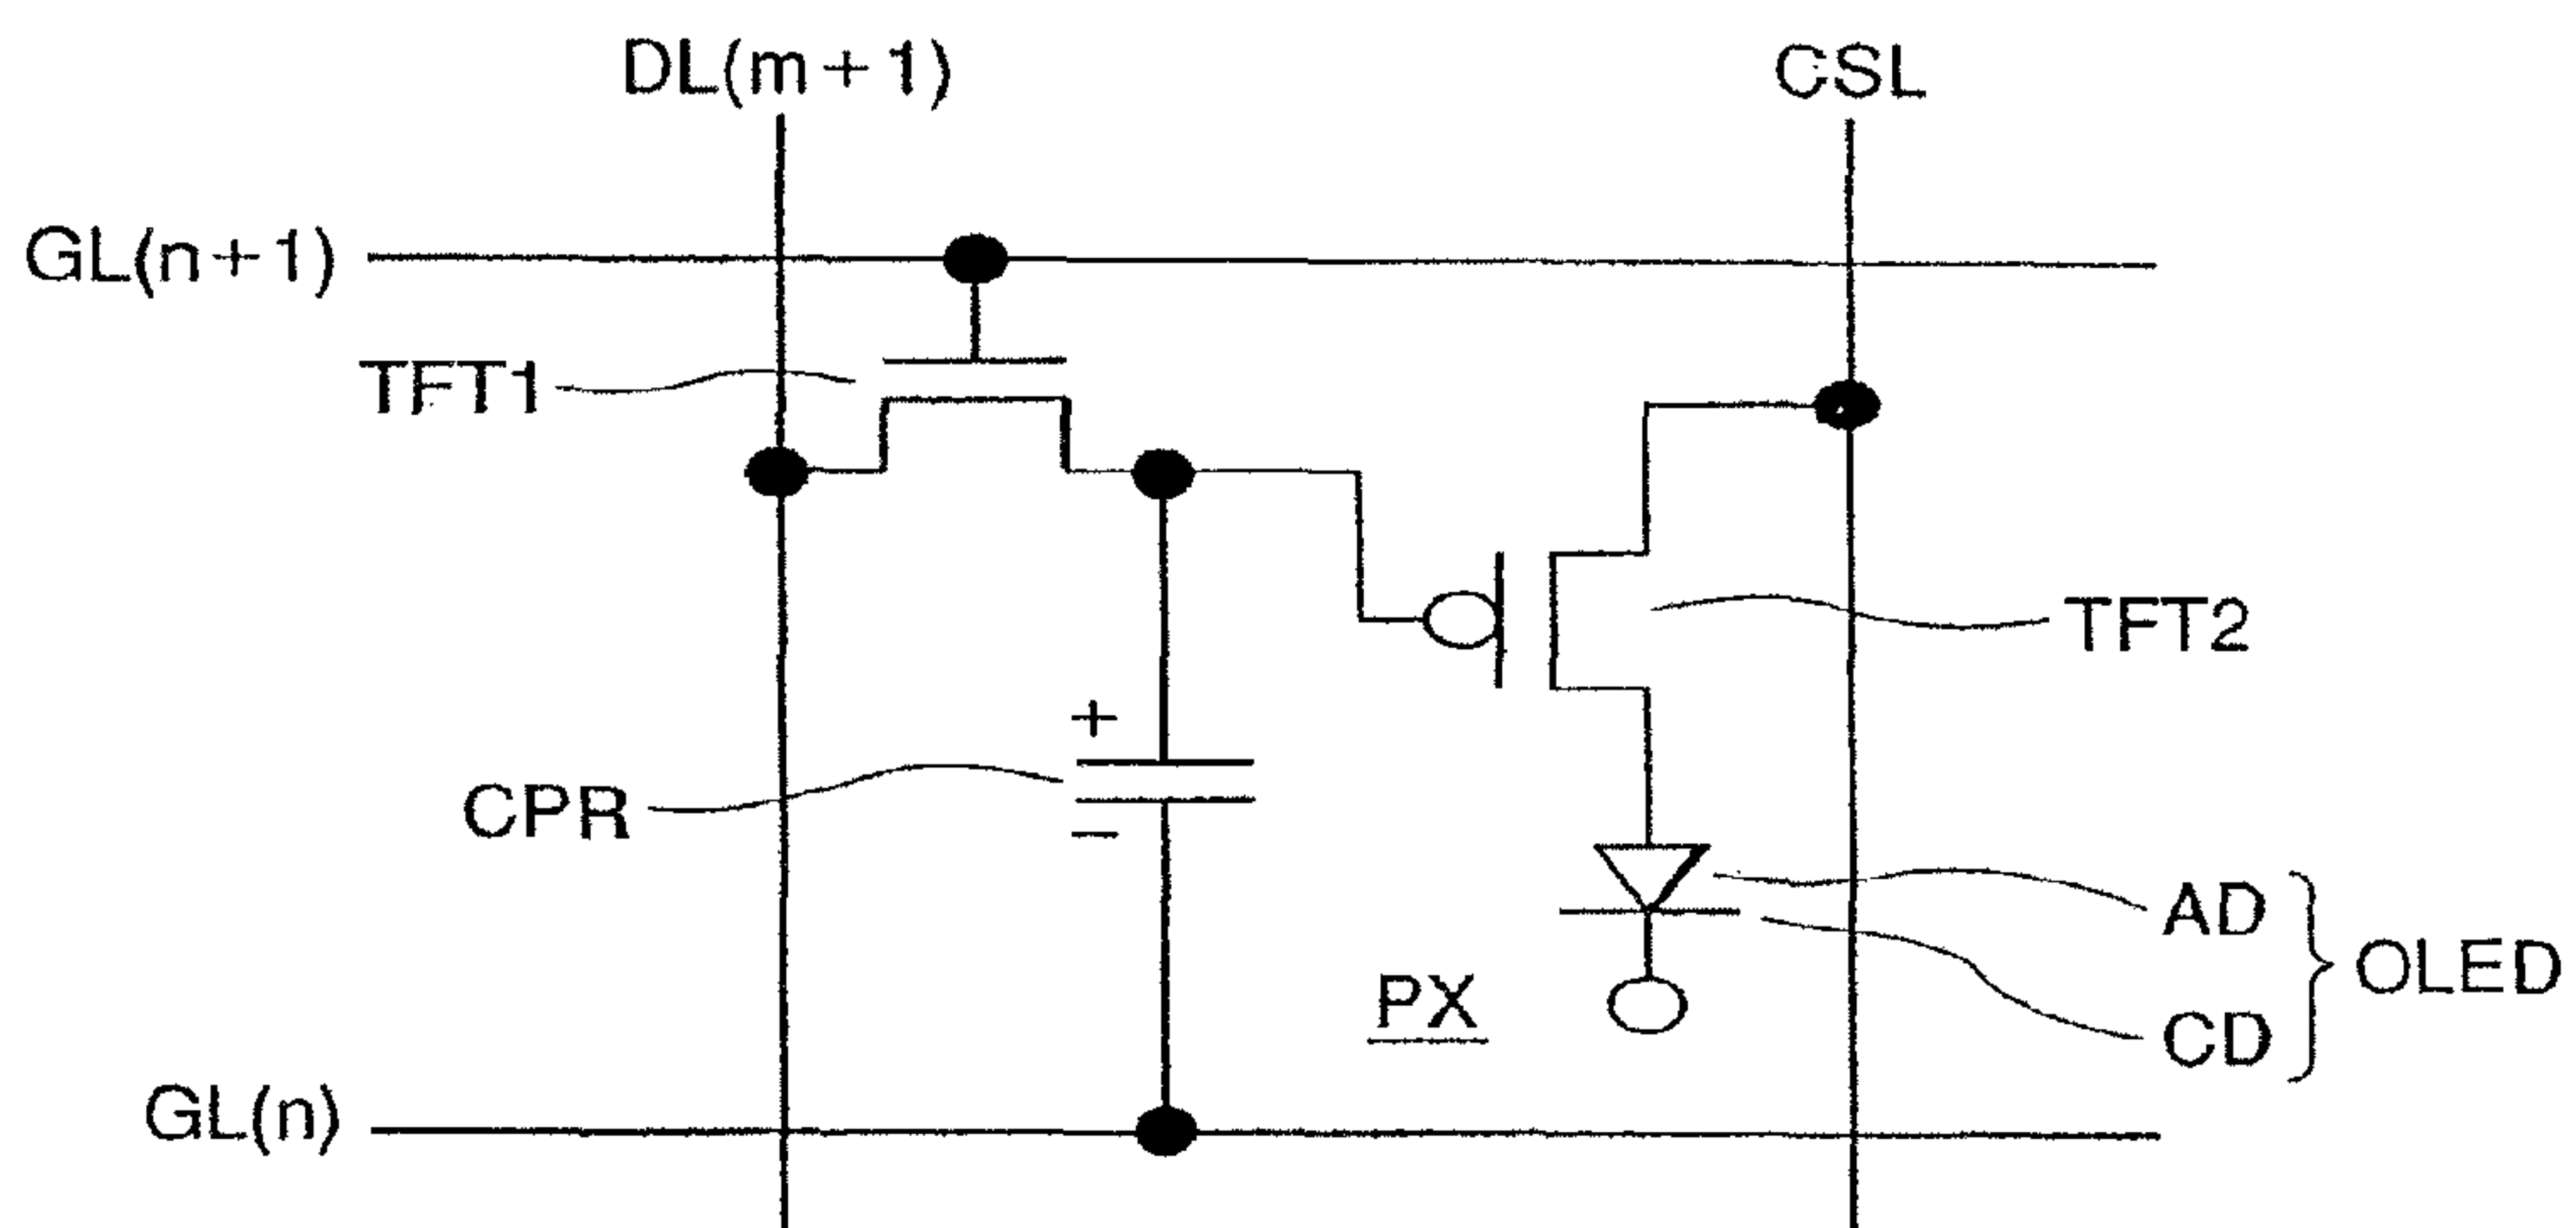 DL(m+1)
CSL
GL(n+1)
TFT1
TFT2
+
CPR
−
AD
OLED
PX
CD
GL(n)